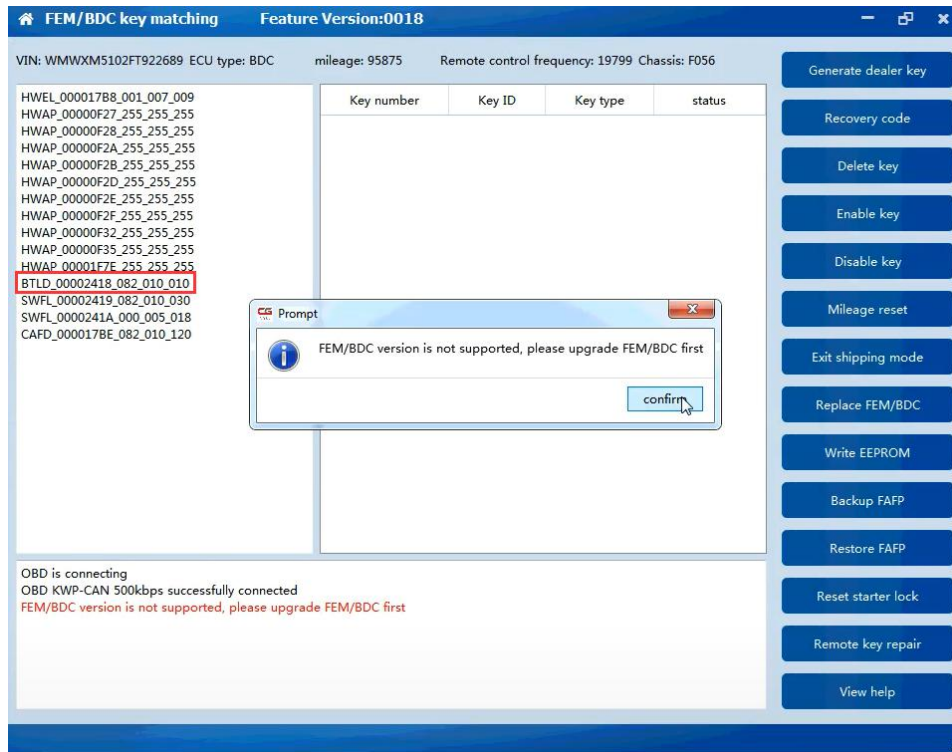 FEM/BDC key matching Feature Version:0018
VIN: WMWXM5102FT922689 ECU type: BDC mileage: 95875 Remote control frequency: 19799 Chassis: F056
HWEL_000017B8_001_007_009
HWAP_00000F27_255_255_255
HWAP_00000F28_255_255_255
HWAP_00000F2A_255_255_255
HWAP_00000F2B_255_255_255
HWAP_00000F2D_255_255_255
HWAP_00000F2E_255_255_255
HWAP_00000F2F_255_255_255
HWAP_00000F32_255_255_255
HWAP_00000F35_255_255_255
HWAP_00001F7E_255_255_255
BTLD_00002418_082_010_010
SWFL_00002419_082_010_030
SWFL_0000241A_000_005_018
CAFD_000017BE_082_010_120
Key number Key ID Key type status
CG Prompt
FEM/BDC version is not supported, please upgrade FEM/BDC first
confirm
OBD is connecting
OBD KWP-CAN 500kbps successfully connected
FEM/BDC version is not supported, please upgrade FEM/BDC first
Generate dealer key
Recovery code
Delete key
Enable key
Disable key
Mileage reset
Exit shipping mode
Replace FEM/BDC
Write EEPROM
Backup FAFP
Restore FAFP
Reset starter lock
Remote key repair
View help